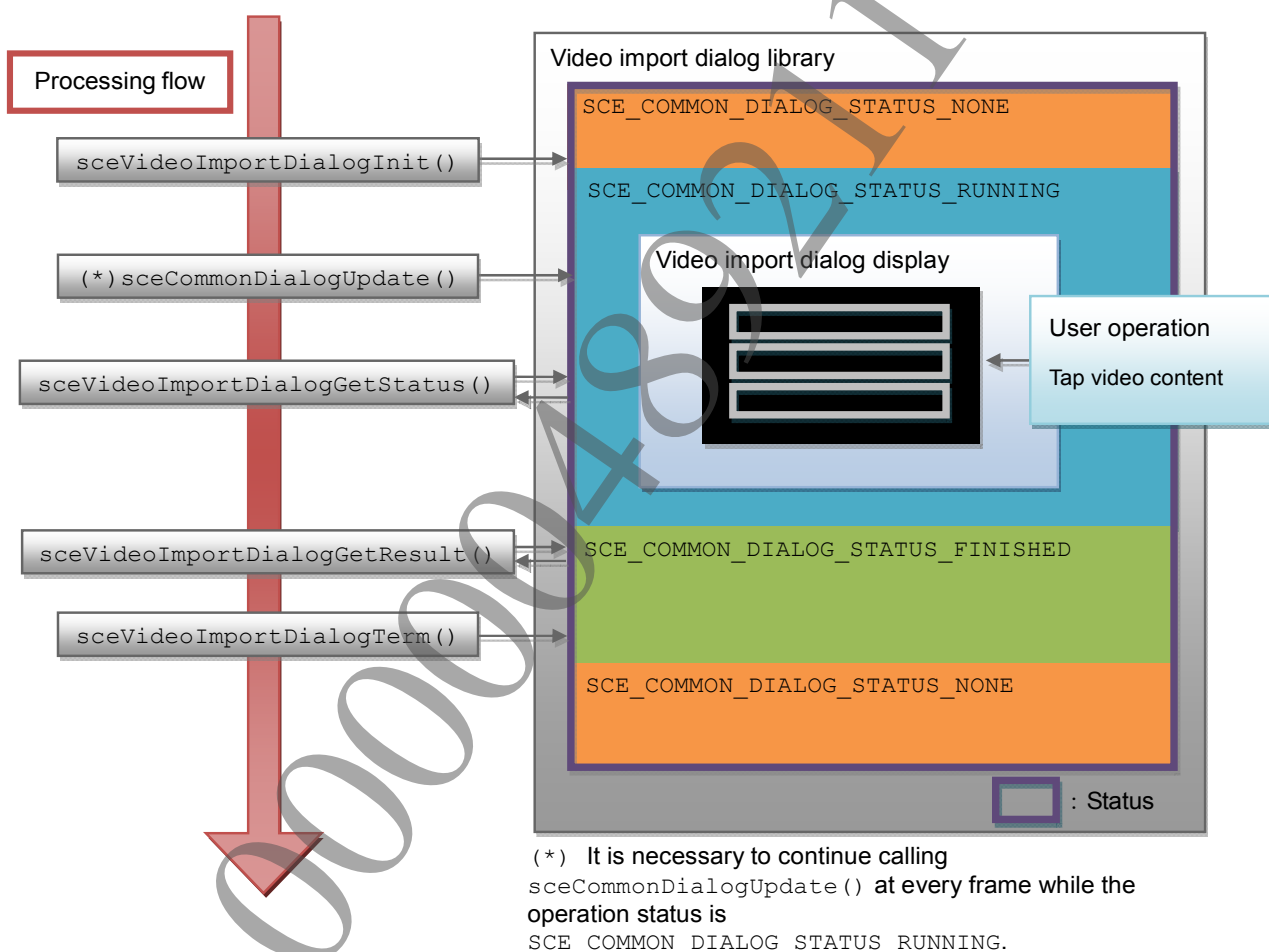 Processing flow
Video import dialog library
SCE_COMMON_DIALOG_STATUS_NONE
sceVideoImportDialogInit()
SCE_COMMON_DIALOG_STATUS_RUNNING
(*)sceCommonDialogUpdate()
Video import dialog display
User operation
Tap video content
sceVideoImportDialogGetStatus()
sceVideoImportDialogGetResult()
SCE_COMMON_DIALOG_STATUS_FINISHED
sceVideoImportDialogTerm()
SCE_COMMON_DIALOG_STATUS_NONE
: Status
(*) It is necessary to continue calling
sceCommonDialogUpdate() at every frame while the
operation status is
SCE_COMMON_DIALOG_STATUS_RUNNING.
000004892117